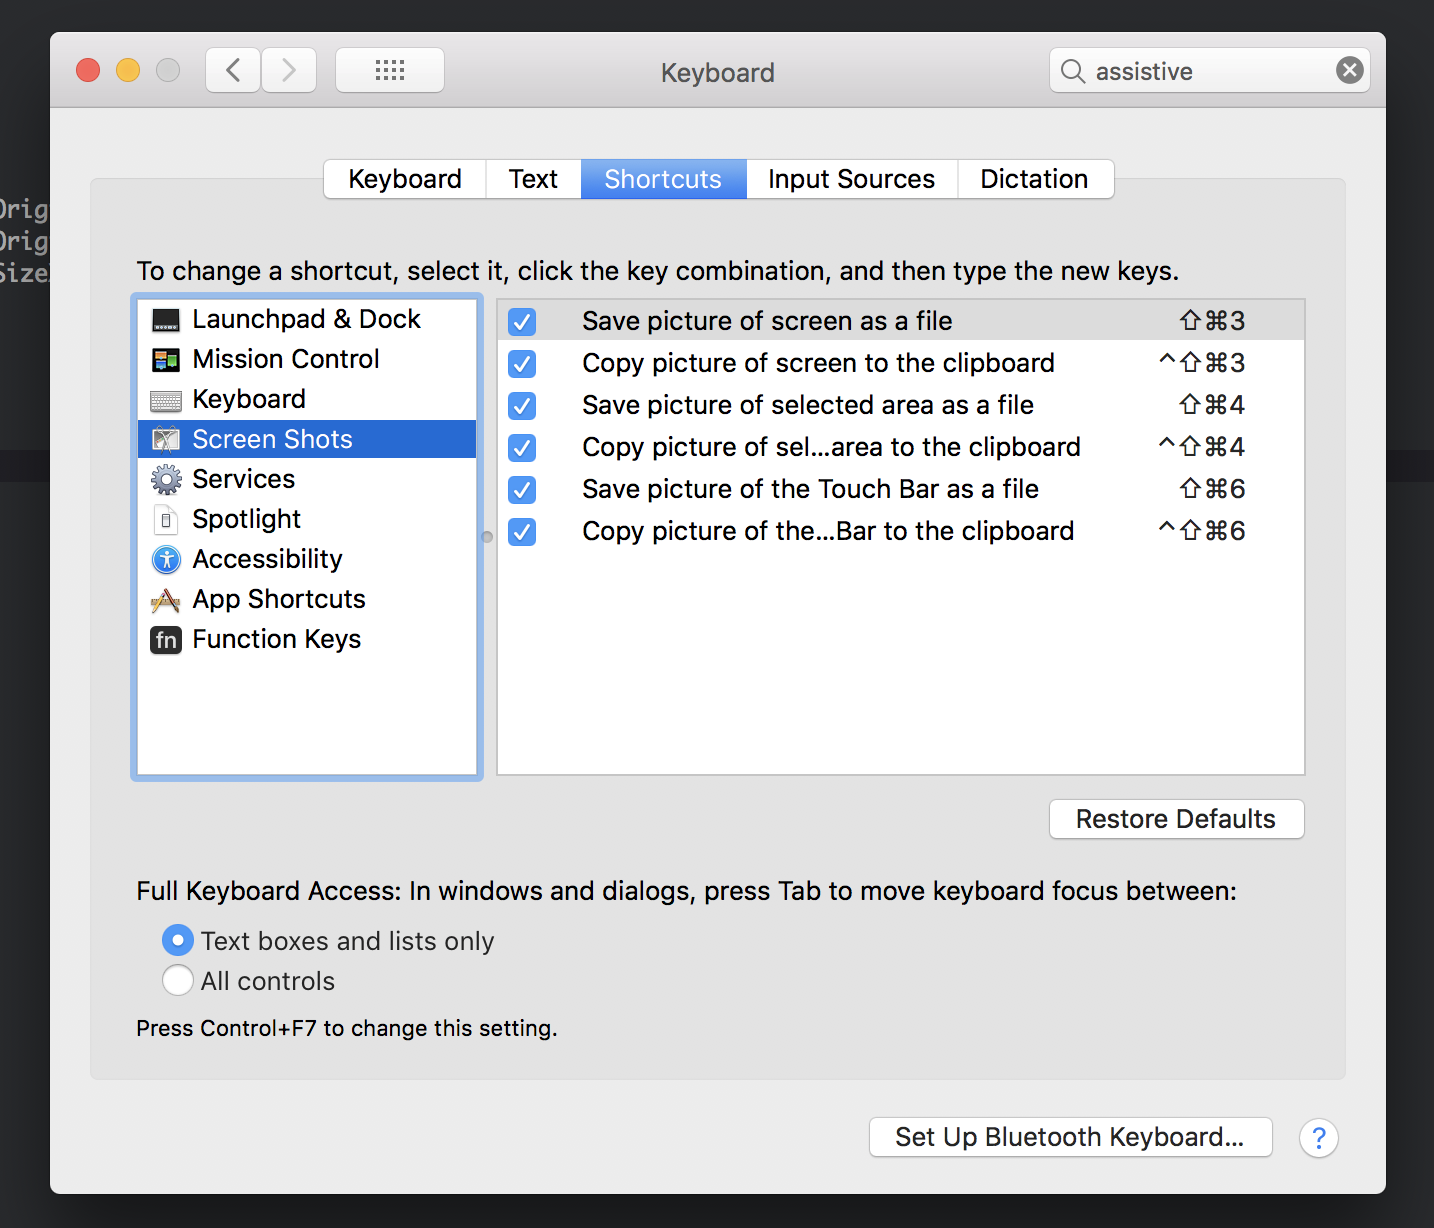 Keyboard
assistive
Keyboard Text Shortcuts Input Sources Dictation
Orig
Orig
Size
To change a shortcut, select it, click the key combination, and then type the new keys.
Launchpad & Dock
Mission Control
Keyboard
Screen Shots
Services
Spotlight
Accessibility
App Shortcuts
fn Function Keys
Save picture of screen as a file ⇧⌘3
Copy picture of screen to the clipboard ^⇧⌘3
Save picture of selected area as a file ⇧⌘4
Copy picture of sel...area to the clipboard ^⇧⌘4
Save picture of the Touch Bar as a file ⇧⌘6
Copy picture of the...Bar to the clipboard ^⇧⌘6
Restore Defaults
Full Keyboard Access: In windows and dialogs, press Tab to move keyboard focus between:
Text boxes and lists only
All controls
Press Control+F7 to change this setting.
Set Up Bluetooth Keyboard... ?